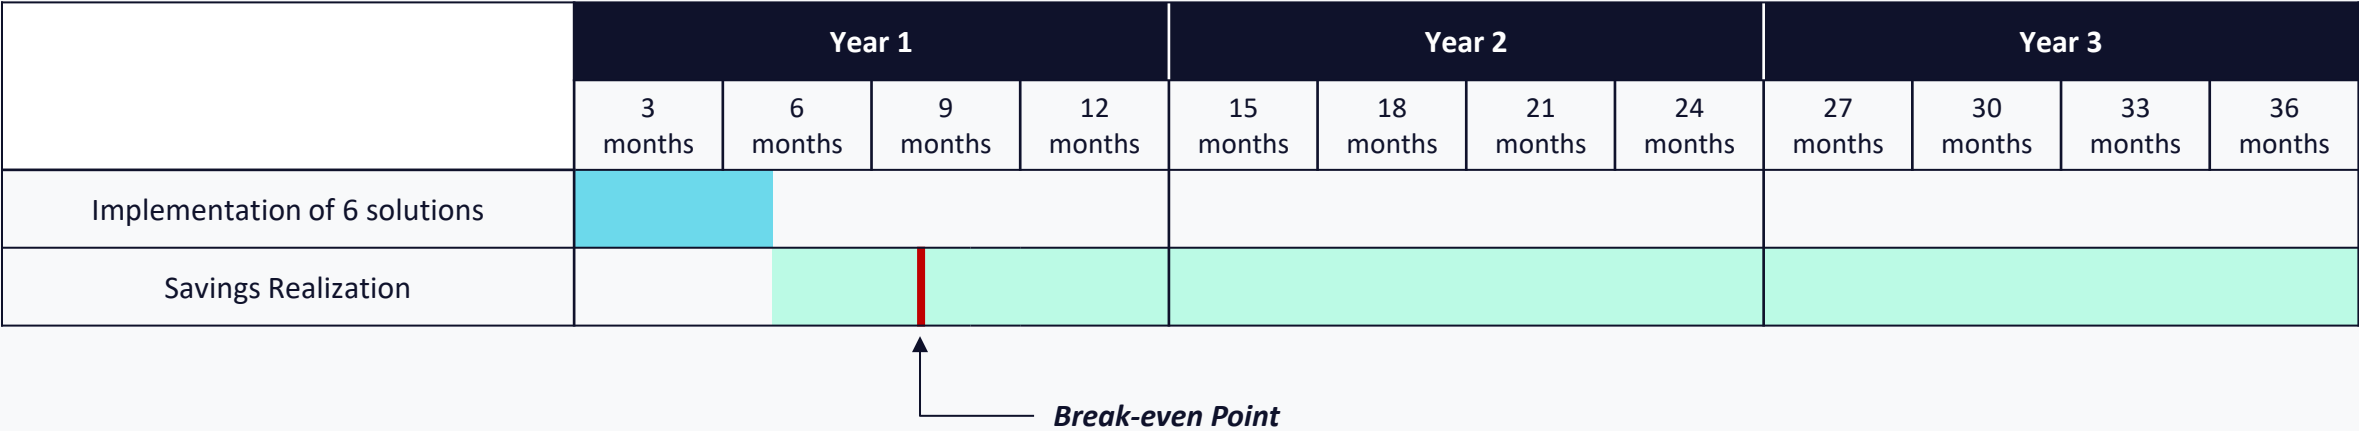 Year 1
Year 2
Year 3
3
months
6
months
9
months
12
months
15
months
18
months
21
months
24
months
27
months
30
months
33
months
36
months
Implementation of 6 solutions
Savings Realization
Break-even Point